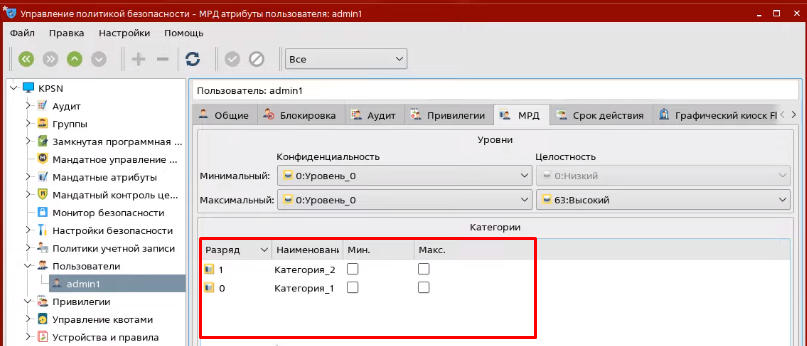 Управление политикой безопасности - МРД атрибуты пользователя: admin1
Файл Правка Настройки Помощь
Все
KPSN
Аудит
Группы
Замкнутая программная
Мандатное управление ...
Мандатные атрибуты
Мандатный контроль це...
Монитор безопасности
Настройки безопасности
Политики учетной записи
Пользователи
admin1
Привилегии
Управление квотами
Устройства и правила
Пользователь: admin1
Общие Блокировка Аудит Привилегии МРД Срок действия Графический киоск Fl
Уровни
Конфиденциальность Целостность
Минимальный: 0:Уровень_0 0:Низкий
Максимальный: 0:Уровень_0 63:Высокий
Категории
Разряд Наименовани Мин. Макс.
1 Категория_2
0 Категория_1